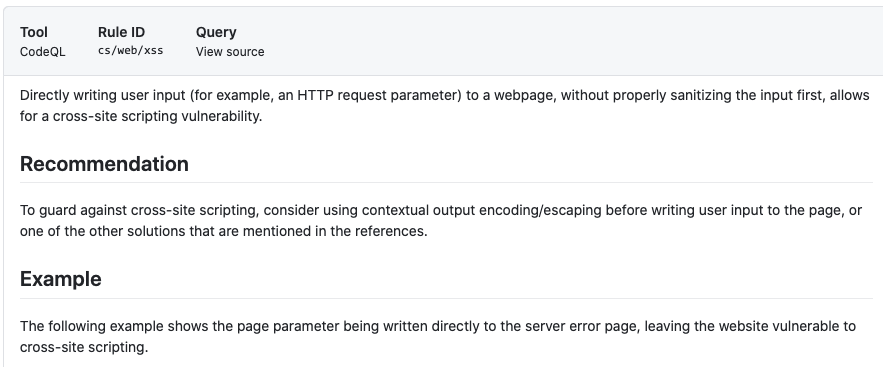 Tool Rule ID Query
CodeQL cs/web/xss View source
Directly writing user input (for example, an HTTP request parameter) to a webpage, without properly sanitizing the input first, allows
for a cross-site scripting vulnerability.
Recommendation
To guard against cross-site scripting, consider using contextual output encoding/escaping before writing user input to the page, or
one of the other solutions that are mentioned in the references.
Example
The following example shows the page parameter being written directly to the server error page, leaving the website vulnerable to
cross-site scripting.